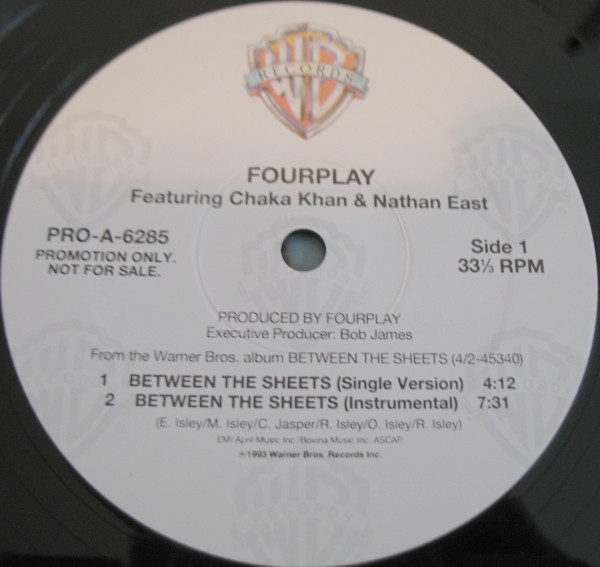 WB
RECORDS
FOURPLAY
Featuring Chaka Khan & Nathan East
PRO-A-6285
PROMOTION ONLY.
NOT FOR SALE.
Side 1
33⅓ RPM
PRODUCED BY FOURPLAY
Executive Producer: Bob James
From the Warner Bros. album BETWEEN THE SHEETS (4/2-45340)
1 BETWEEN THE SHEETS (Single Version) 4:12
2 BETWEEN THE SHEETS (Instrumental) 7:31
(E. Isley/M. Isley/C. Jasper/R. Isley/O. Isley/R. Isley)
EMI April Music Inc./Bovina Music Inc. ASCAP
℗1993 Warner Bros. Records Inc.